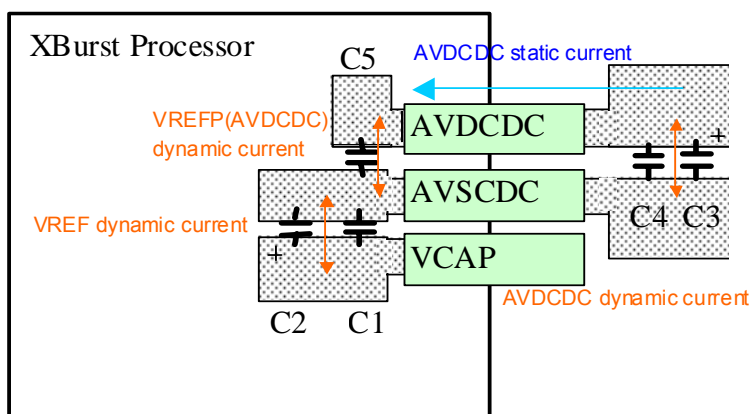 XBurst Processor
AVDCDC static current
C5
VREFP(AVDCDC)
dynamic current
AVDCDC
+
AVSCDC
VREF dynamic current
C4 C3
+
VCAP
AVDCDC dynamic current
C2 C1